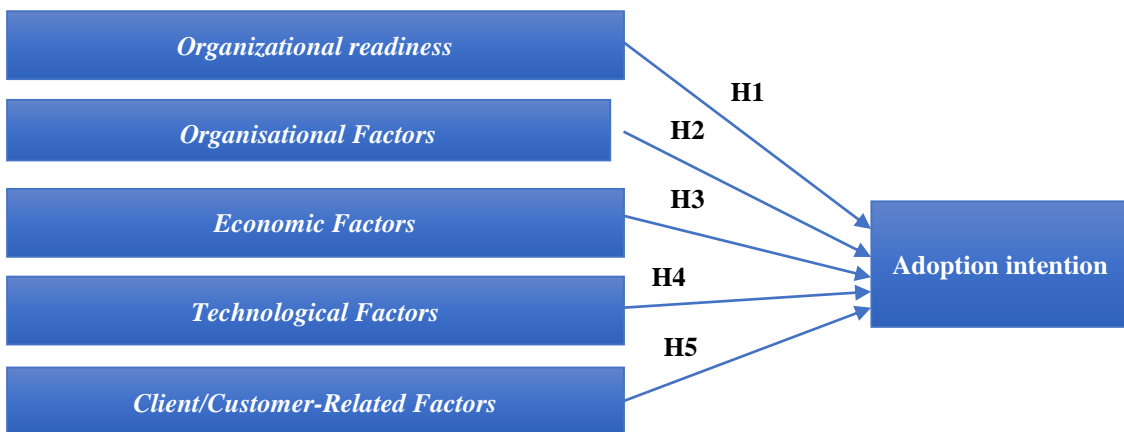 Organizational readiness
H1
Organisational Factors
H2
Economic Factors
H3
Adoption intention
Technological Factors
H4
Client/Customer-Related Factors
H5